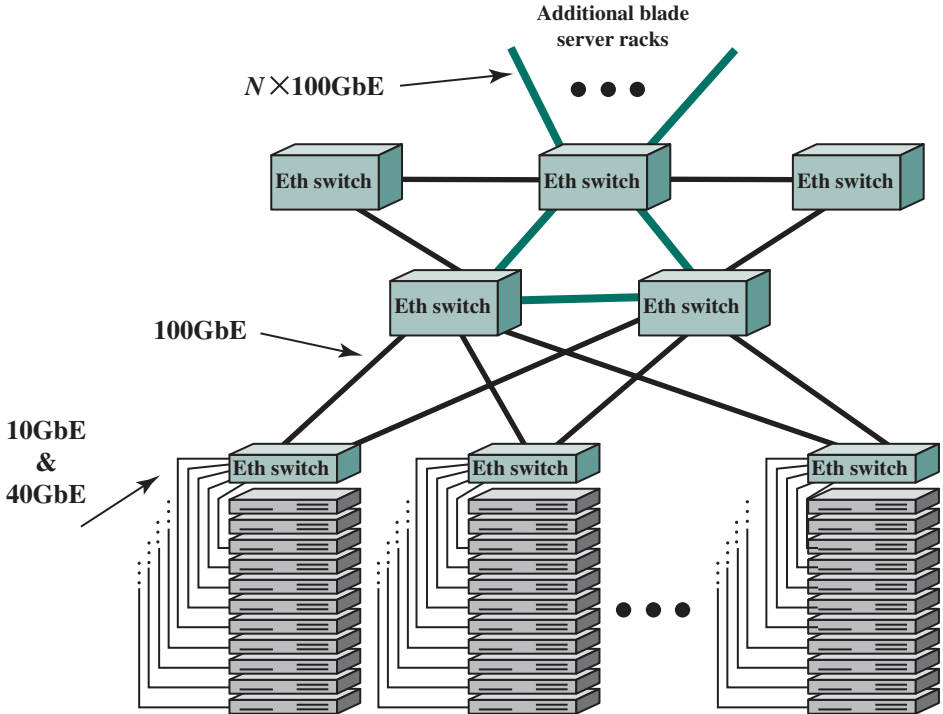 Additional blade
server racks
N×100GbE
Eth switch
Eth switch
Eth switch
Eth switch
Eth switch
100GbE
10GbE
&
40GbE
Eth switch
Eth switch
Eth switch